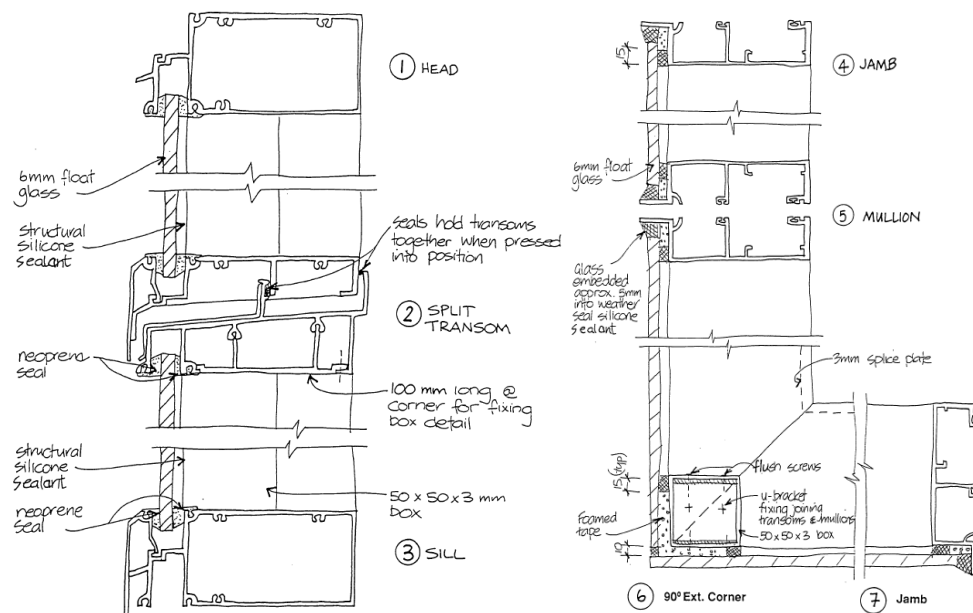 1 HEAD
6mm float
glass
structural
silicone
sealant
seals hold transoms
together when pressed
into position
2 SPLIT
TRANSOM
neoprene
seal
100 mm long @
corner for fixing
box detail
structural
silicone
sealant
neoprene
seal
50 x 50 x 3 mm
box
3 SILL
15
4 JAMB
6mm float
glass
5 MULLION
Glass
embedded
approx. 5mm
into weather
seal silicone
sealant
3mm splice plate
15 (typ)
flush screws
foamed
tape
u-bracket
fixing joining
transoms & mullions
50 x 50 x 3 box
10
6 90° Ext. Corner
7 Jamb